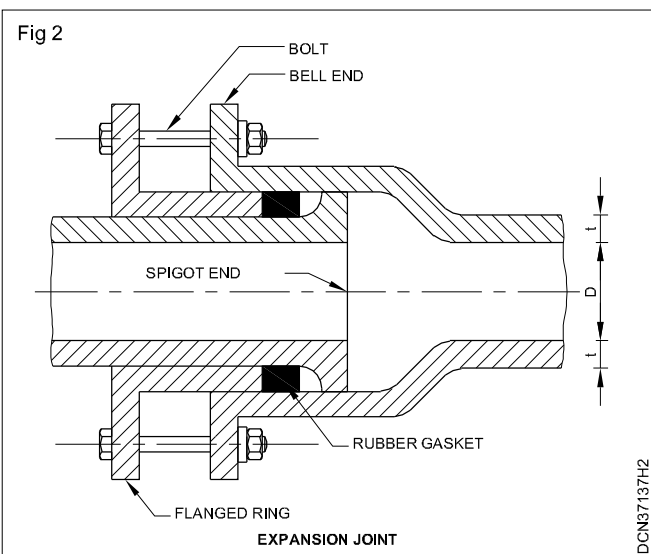 Fig 2
BOLT
BELL END
t
SPIGOT END
D
t
RUBBER GASKET
FLANGED RING
EXPANSION JOINT
DCN37137H2